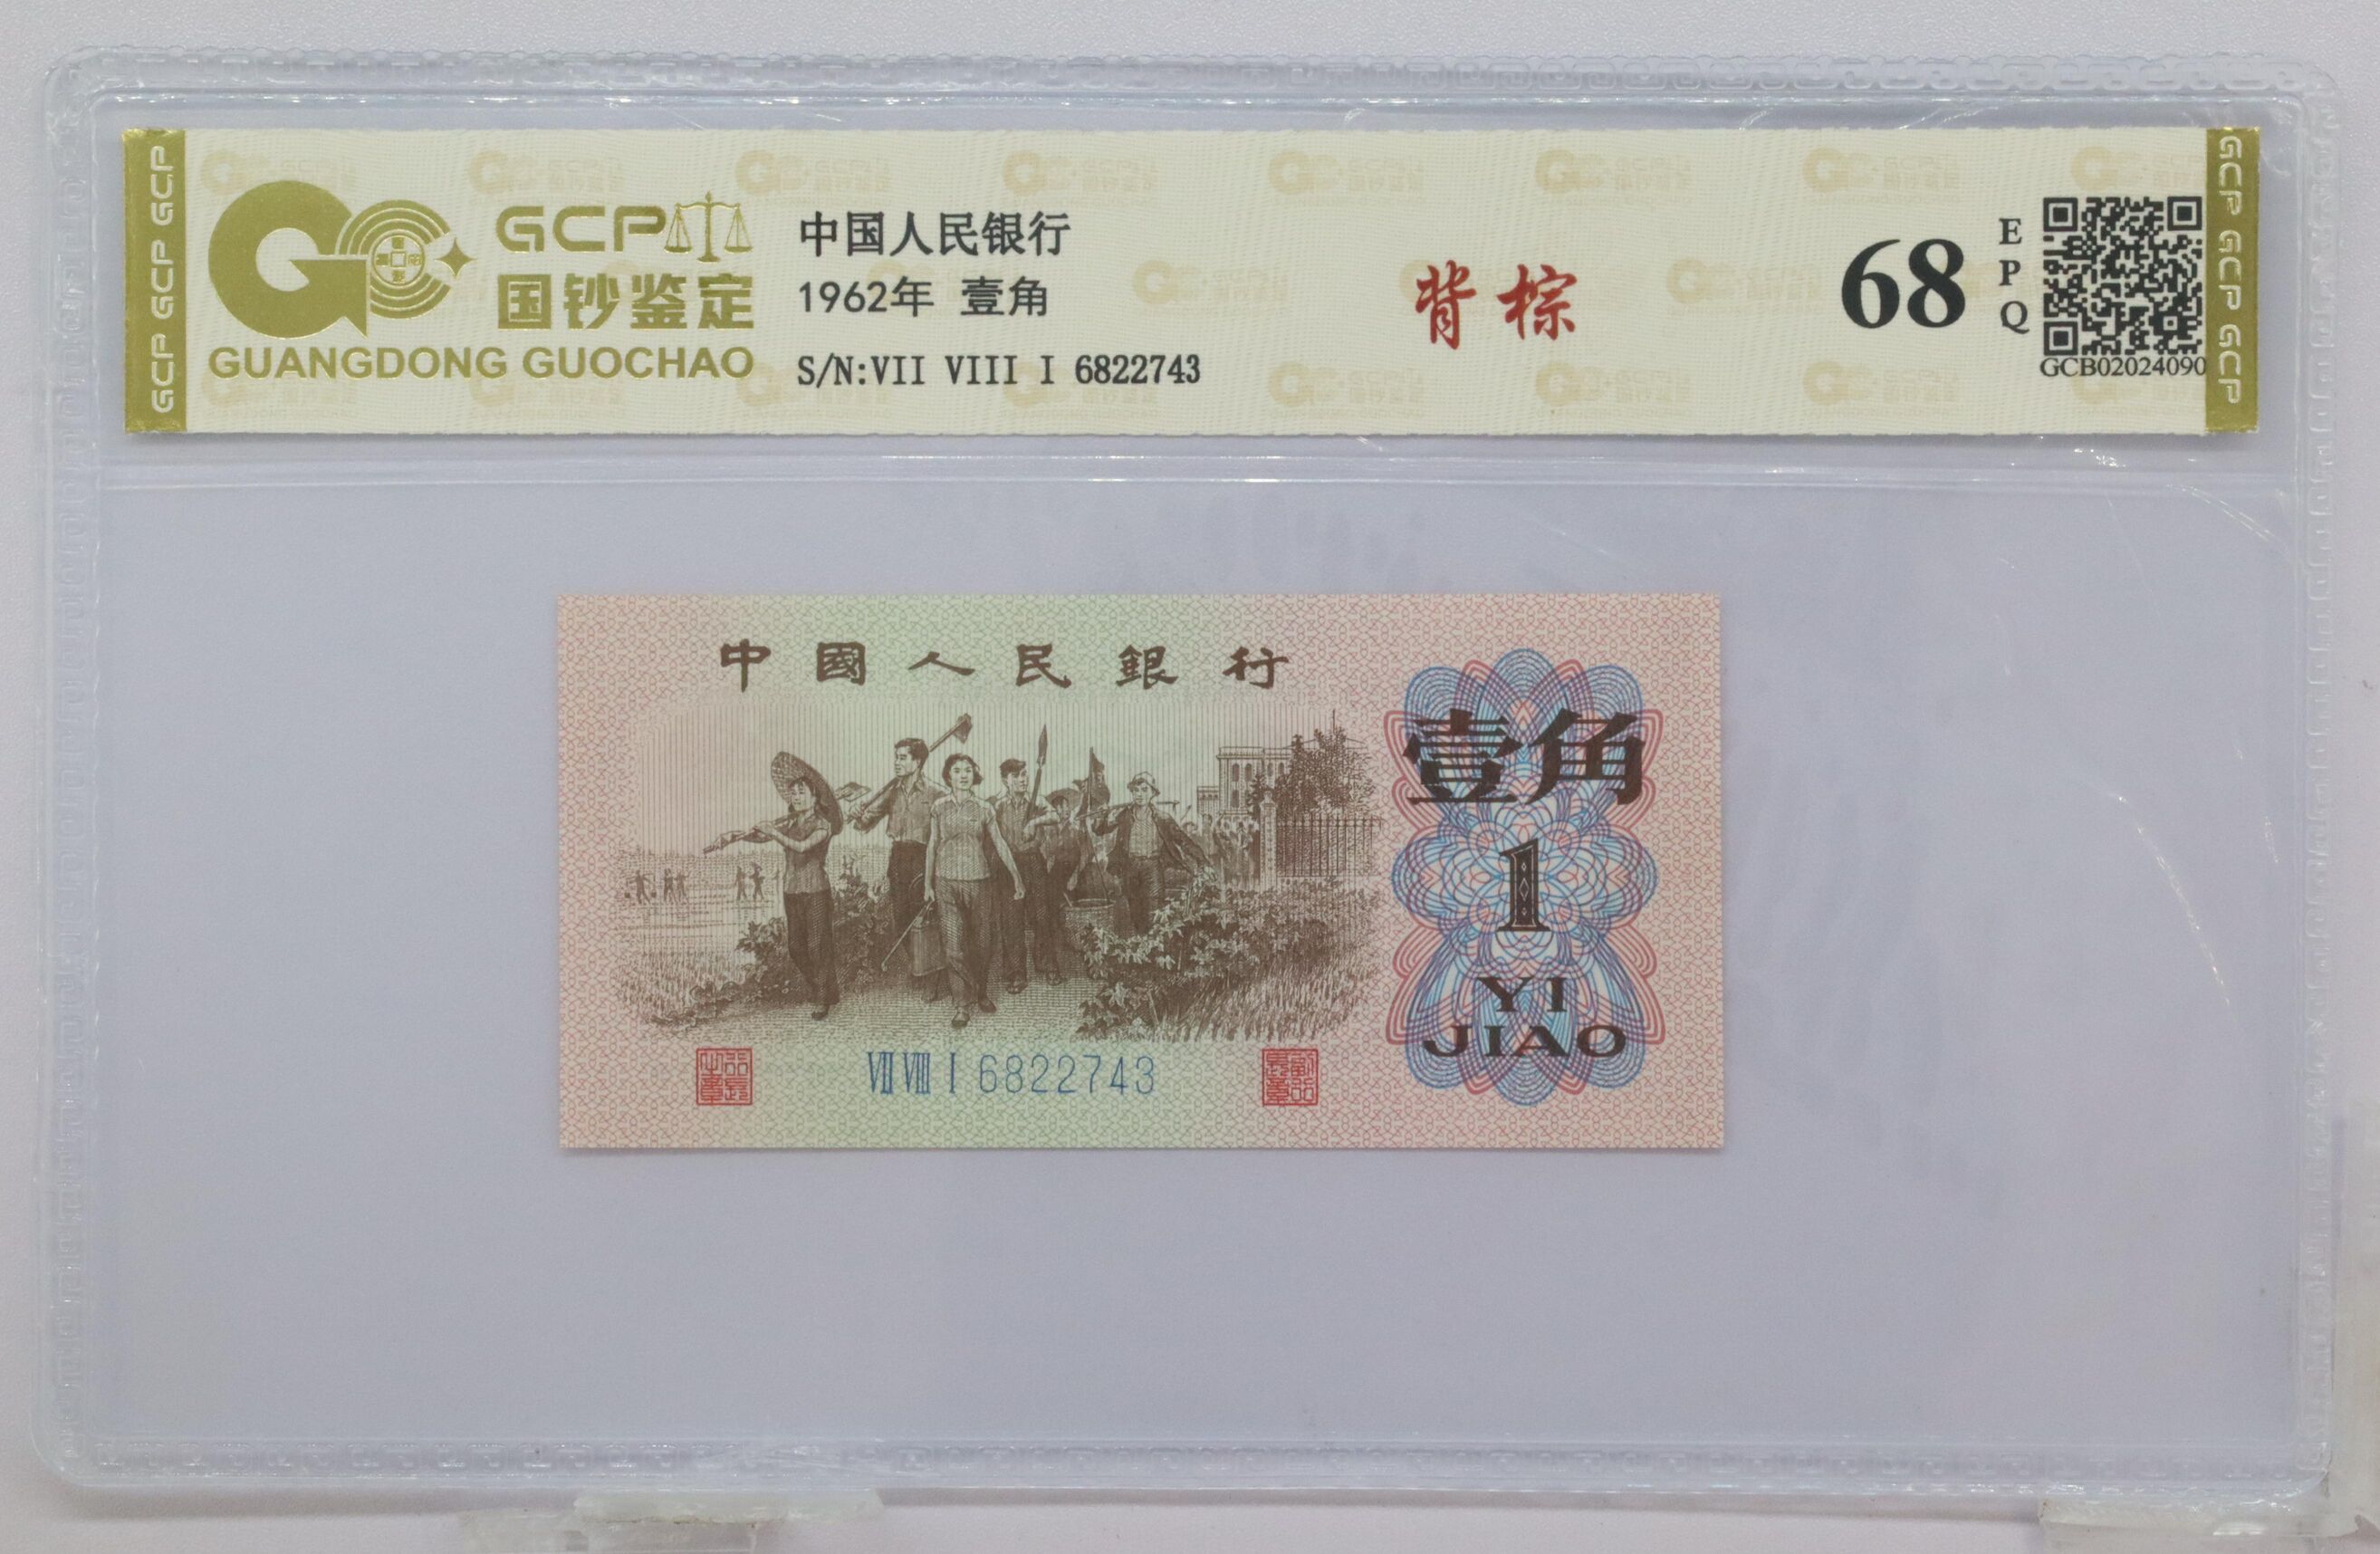 GCP GCP GCP
GCP
国钞鉴定
GUANGDONG GUOCHAO
中国人民银行
1962年 壹角
S/N:VII VIII I 6822743
背棕
68
EPQ
GCB02024090
GCP GCP GCP
中國人民銀行
壹角
1
YI
JIAO
VII VIII I 6822743